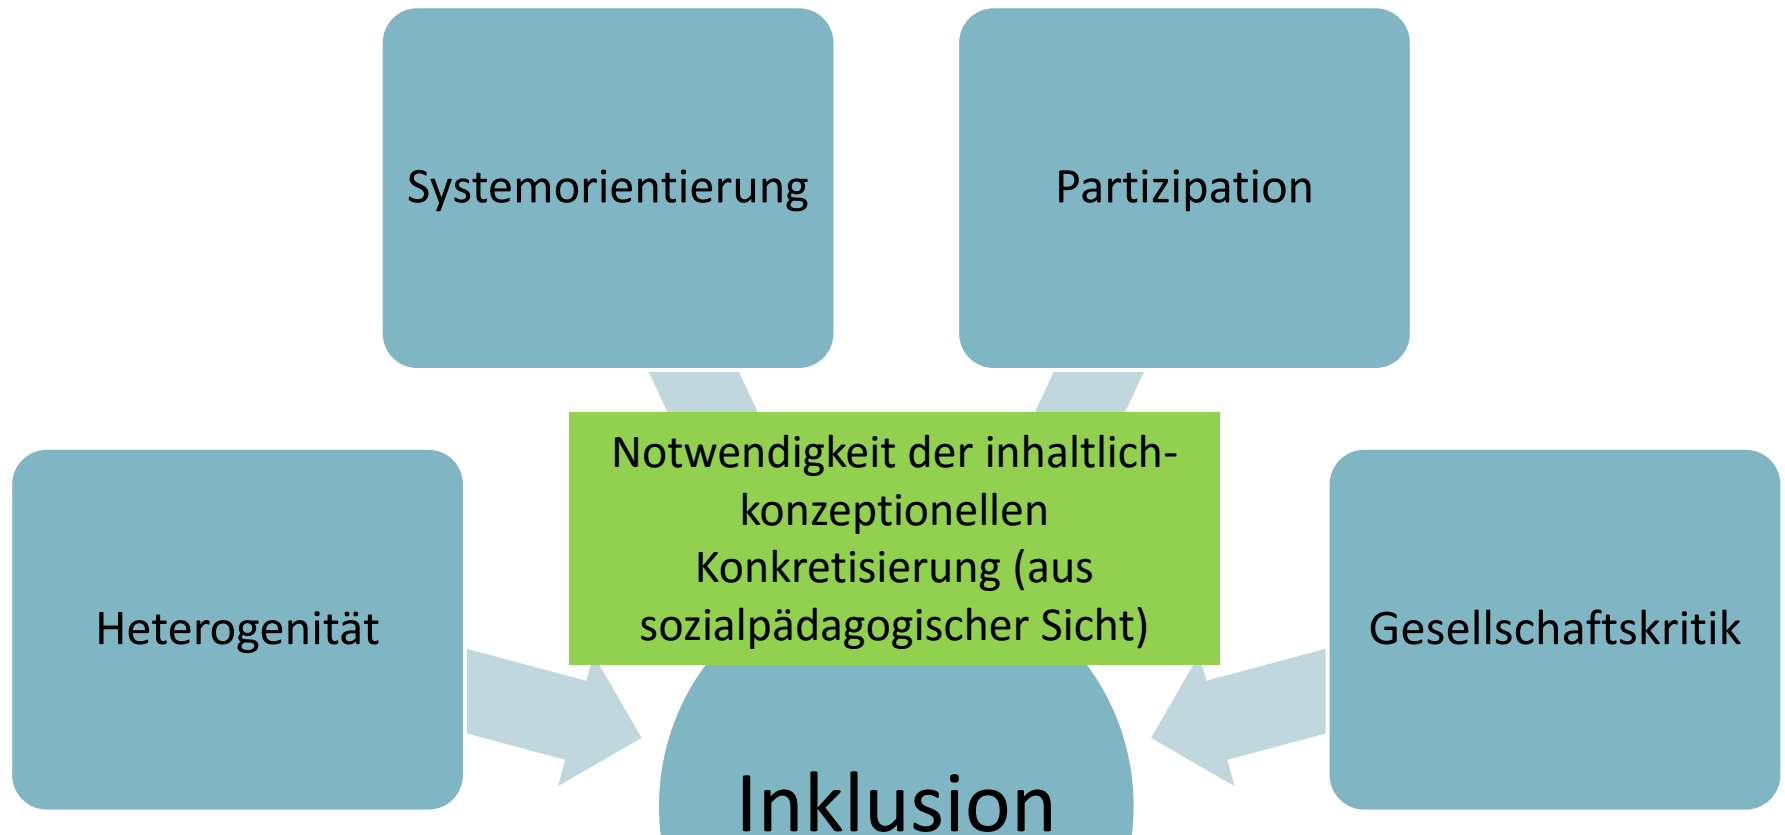 Systemorientierung
Partizipation
Notwendigkeit der inhaltlich-
konzeptionellen
Konkretisierung (aus
sozialpädagogischer Sicht)
Heterogenität
Gesellschaftskritik
Inklusion